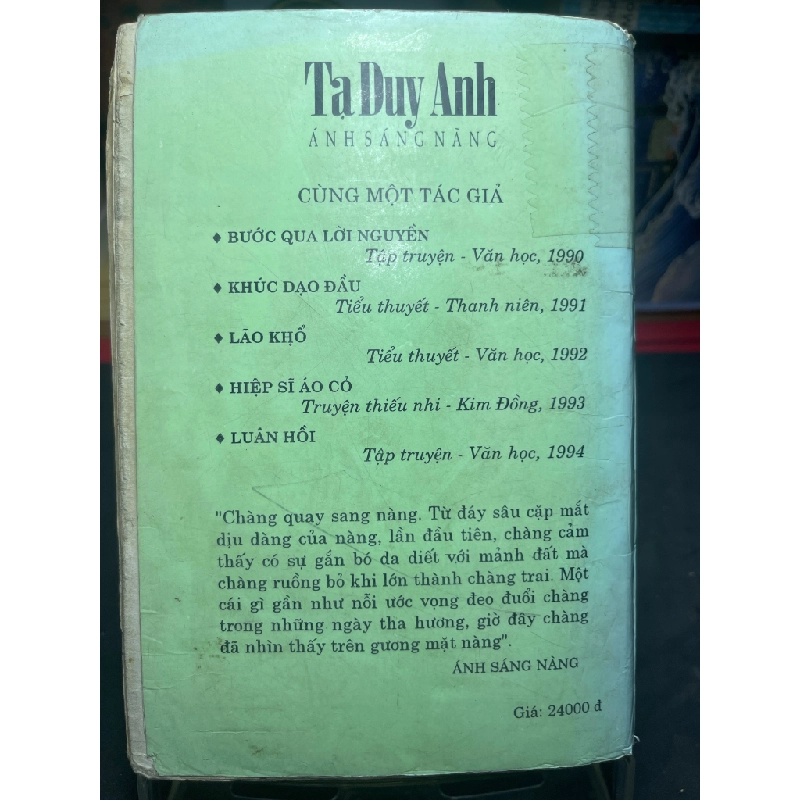 Tạ Duy Anh
ÁNH SÁNG NÀNG
CÙNG MỘT TÁC GIẢ
♦ BƯỚC QUA LỜI NGUYỀN
Tập truyện - Văn học, 1990
♦ KHÚC DẠO ĐẦU
Tiểu thuyết - Thanh niên, 1991
♦ LÃO KHỔ
Tiểu thuyết - Văn học, 1992
♦ HIỆP SĨ ÁO CỎ
Truyện thiếu nhi - Kim Đồng, 1993
♦ LUÂN HỒI
Tập truyện - Văn học, 1994
"Chàng quay sang nàng. Từ đáy sâu cặp mắt
dịu dàng của nàng, lần đầu tiên, chàng cảm
thấy có sự gắn bó da diết với mảnh đất mà
chàng ruồng bỏ khi lớn thành chàng trai. Một
cái gì gần như nỗi ước vọng đeo đuổi chàng
trong những ngày tha hương, giờ đây chàng
đã nhìn thấy trên gương mặt nàng".
ÁNH SÁNG NÀNG
Giá: 24000 đ